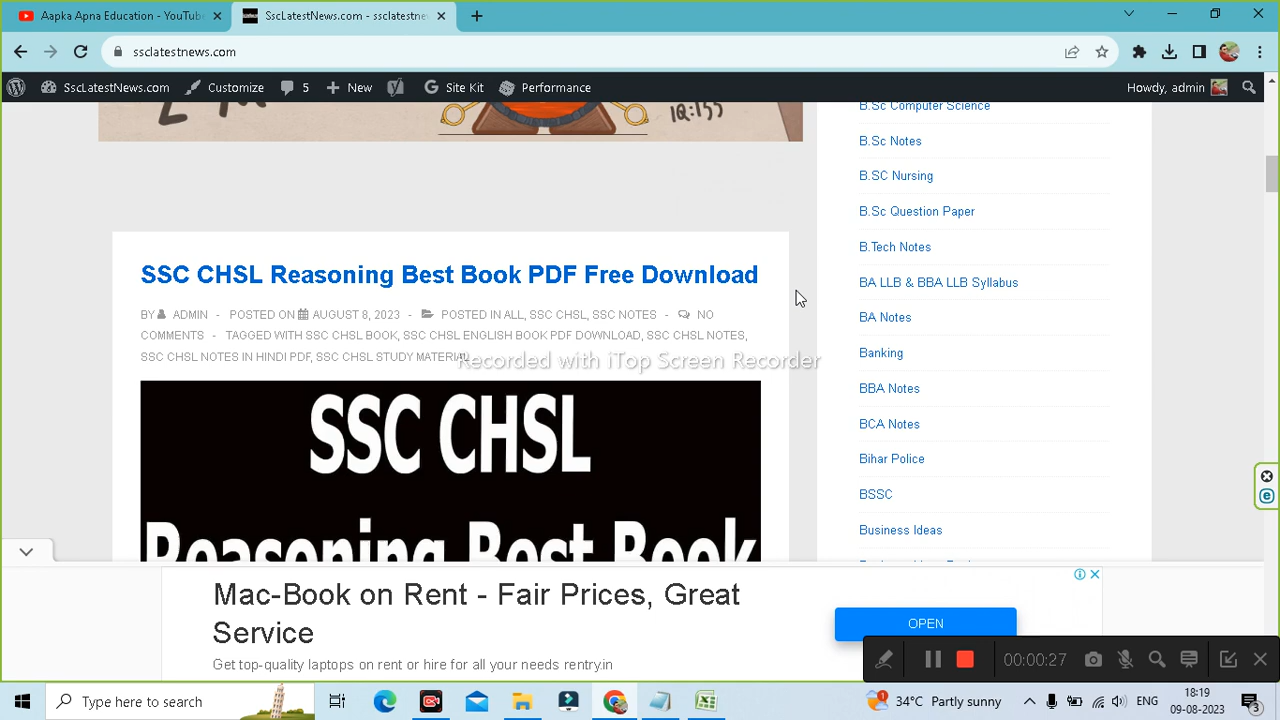 Aapka Apna Education - YouTub
SscLatestNews.com - ssclatestne
ssclatestnews.com
SscLatestNews.com Customize 5 New Site Kit Performance Howdy, admin
IQ:155
SSC CHSL Reasoning Best Book PDF Free Download
BY ADMIN - POSTED ON AUGUST 8, 2023 - POSTED IN ALL, SSC CHSL, SSC NOTES - NO
COMMENTS - TAGGED WITH SSC CHSL BOOK, SSC CHSL ENGLISH BOOK PDF DOWNLOAD, SSC CHSL NOTES,
SSC CHSL NOTES IN HINDI PDF, SSC CHSL STUDY MATERIAL
Recorded with iTop Screen Recorder
SSC CHSL
Reasoning Best Book
B.Sc Computer Science
B.Sc Notes
B.SC Nursing
B.Sc Question Paper
B.Tech Notes
BA LLB & BBA LLB Syllabus
BA Notes
Banking
BBA Notes
BCA Notes
Bihar Police
BSSC
Business Ideas
Mac-Book on Rent - Fair Prices, Great
Service
Get top-quality laptops on rent or hire for all your needs rentry.in
OPEN
00:00:27
Type here to search
34°C Partly sunny
ENG
18:19
09-08-2023
3